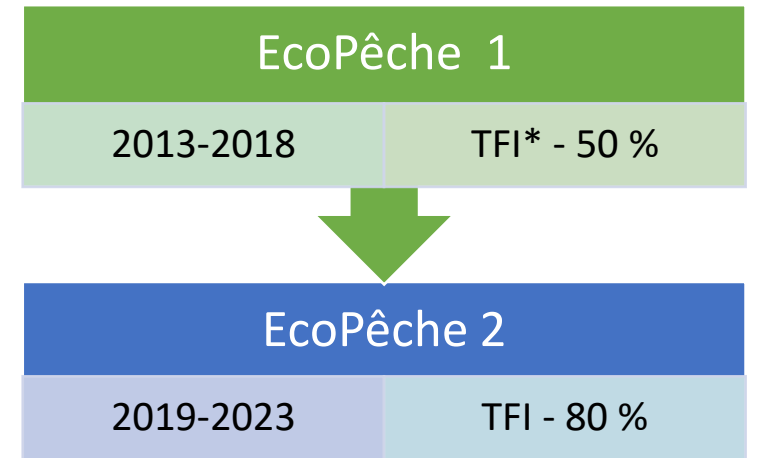 EcoPêche  1
2013-2018
TFI* - 50 %
EcoPêche 2
2019-2023
TFI - 80 %